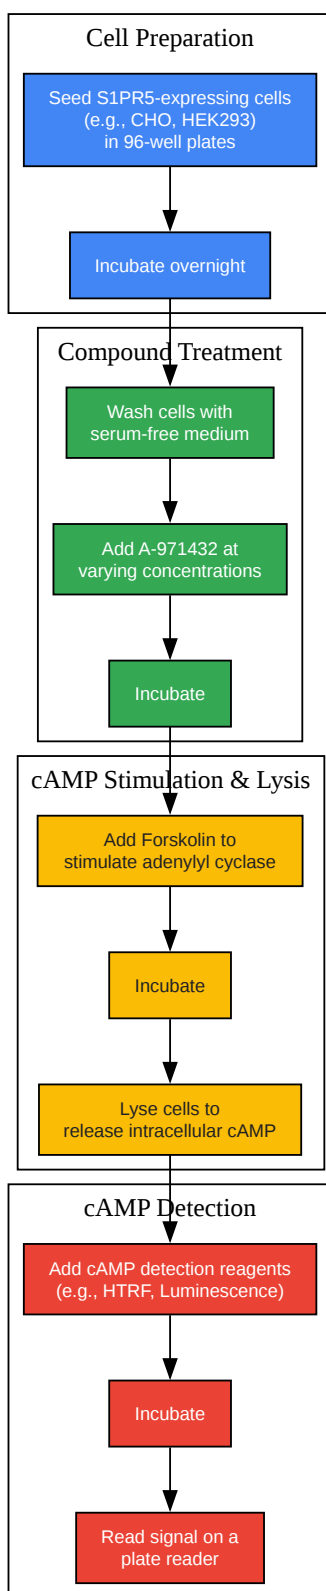 Cell Preparation
Seed S1PR5-expressing cells
(e.g., CHO, HEK293)
in 96-well plates
Incubate overnight
Compound Treatment
Wash cells with
serum-free medium
Add A-971432 at
varying concentrations
Incubate
cAMP Stimulation & Lysis
Add Forskolin to
stimulate adenylyl cyclase
Incubate
Lyse cells to
release intracellular cAMP
cAMP Detection
Add cAMP detection reagents
(e.g., HTRF, Luminescence)
Incubate
Read signal on a
plate reader